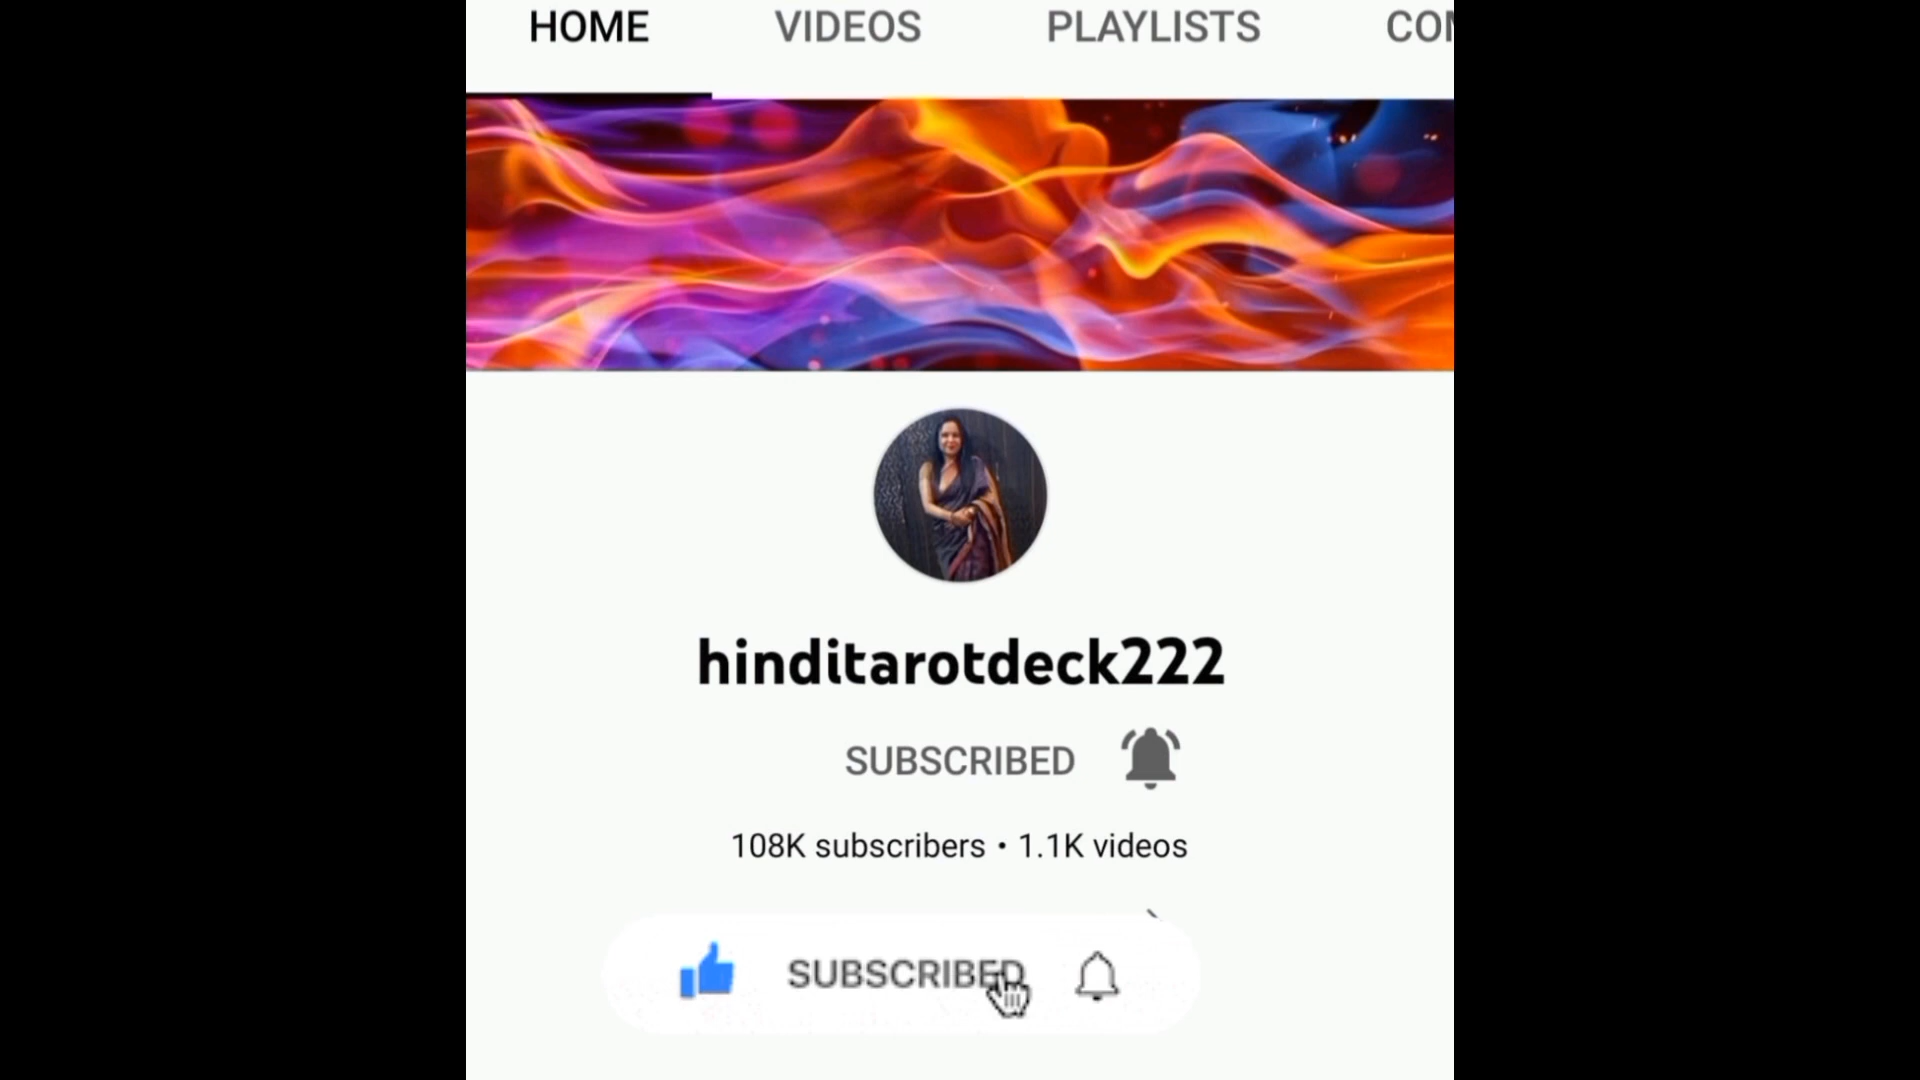 HOME VIDEOS PLAYLISTS
hinditarotdeck222
SUBSCRIBED
108K subscribers • 1.1K videos
SUBSCRIBED